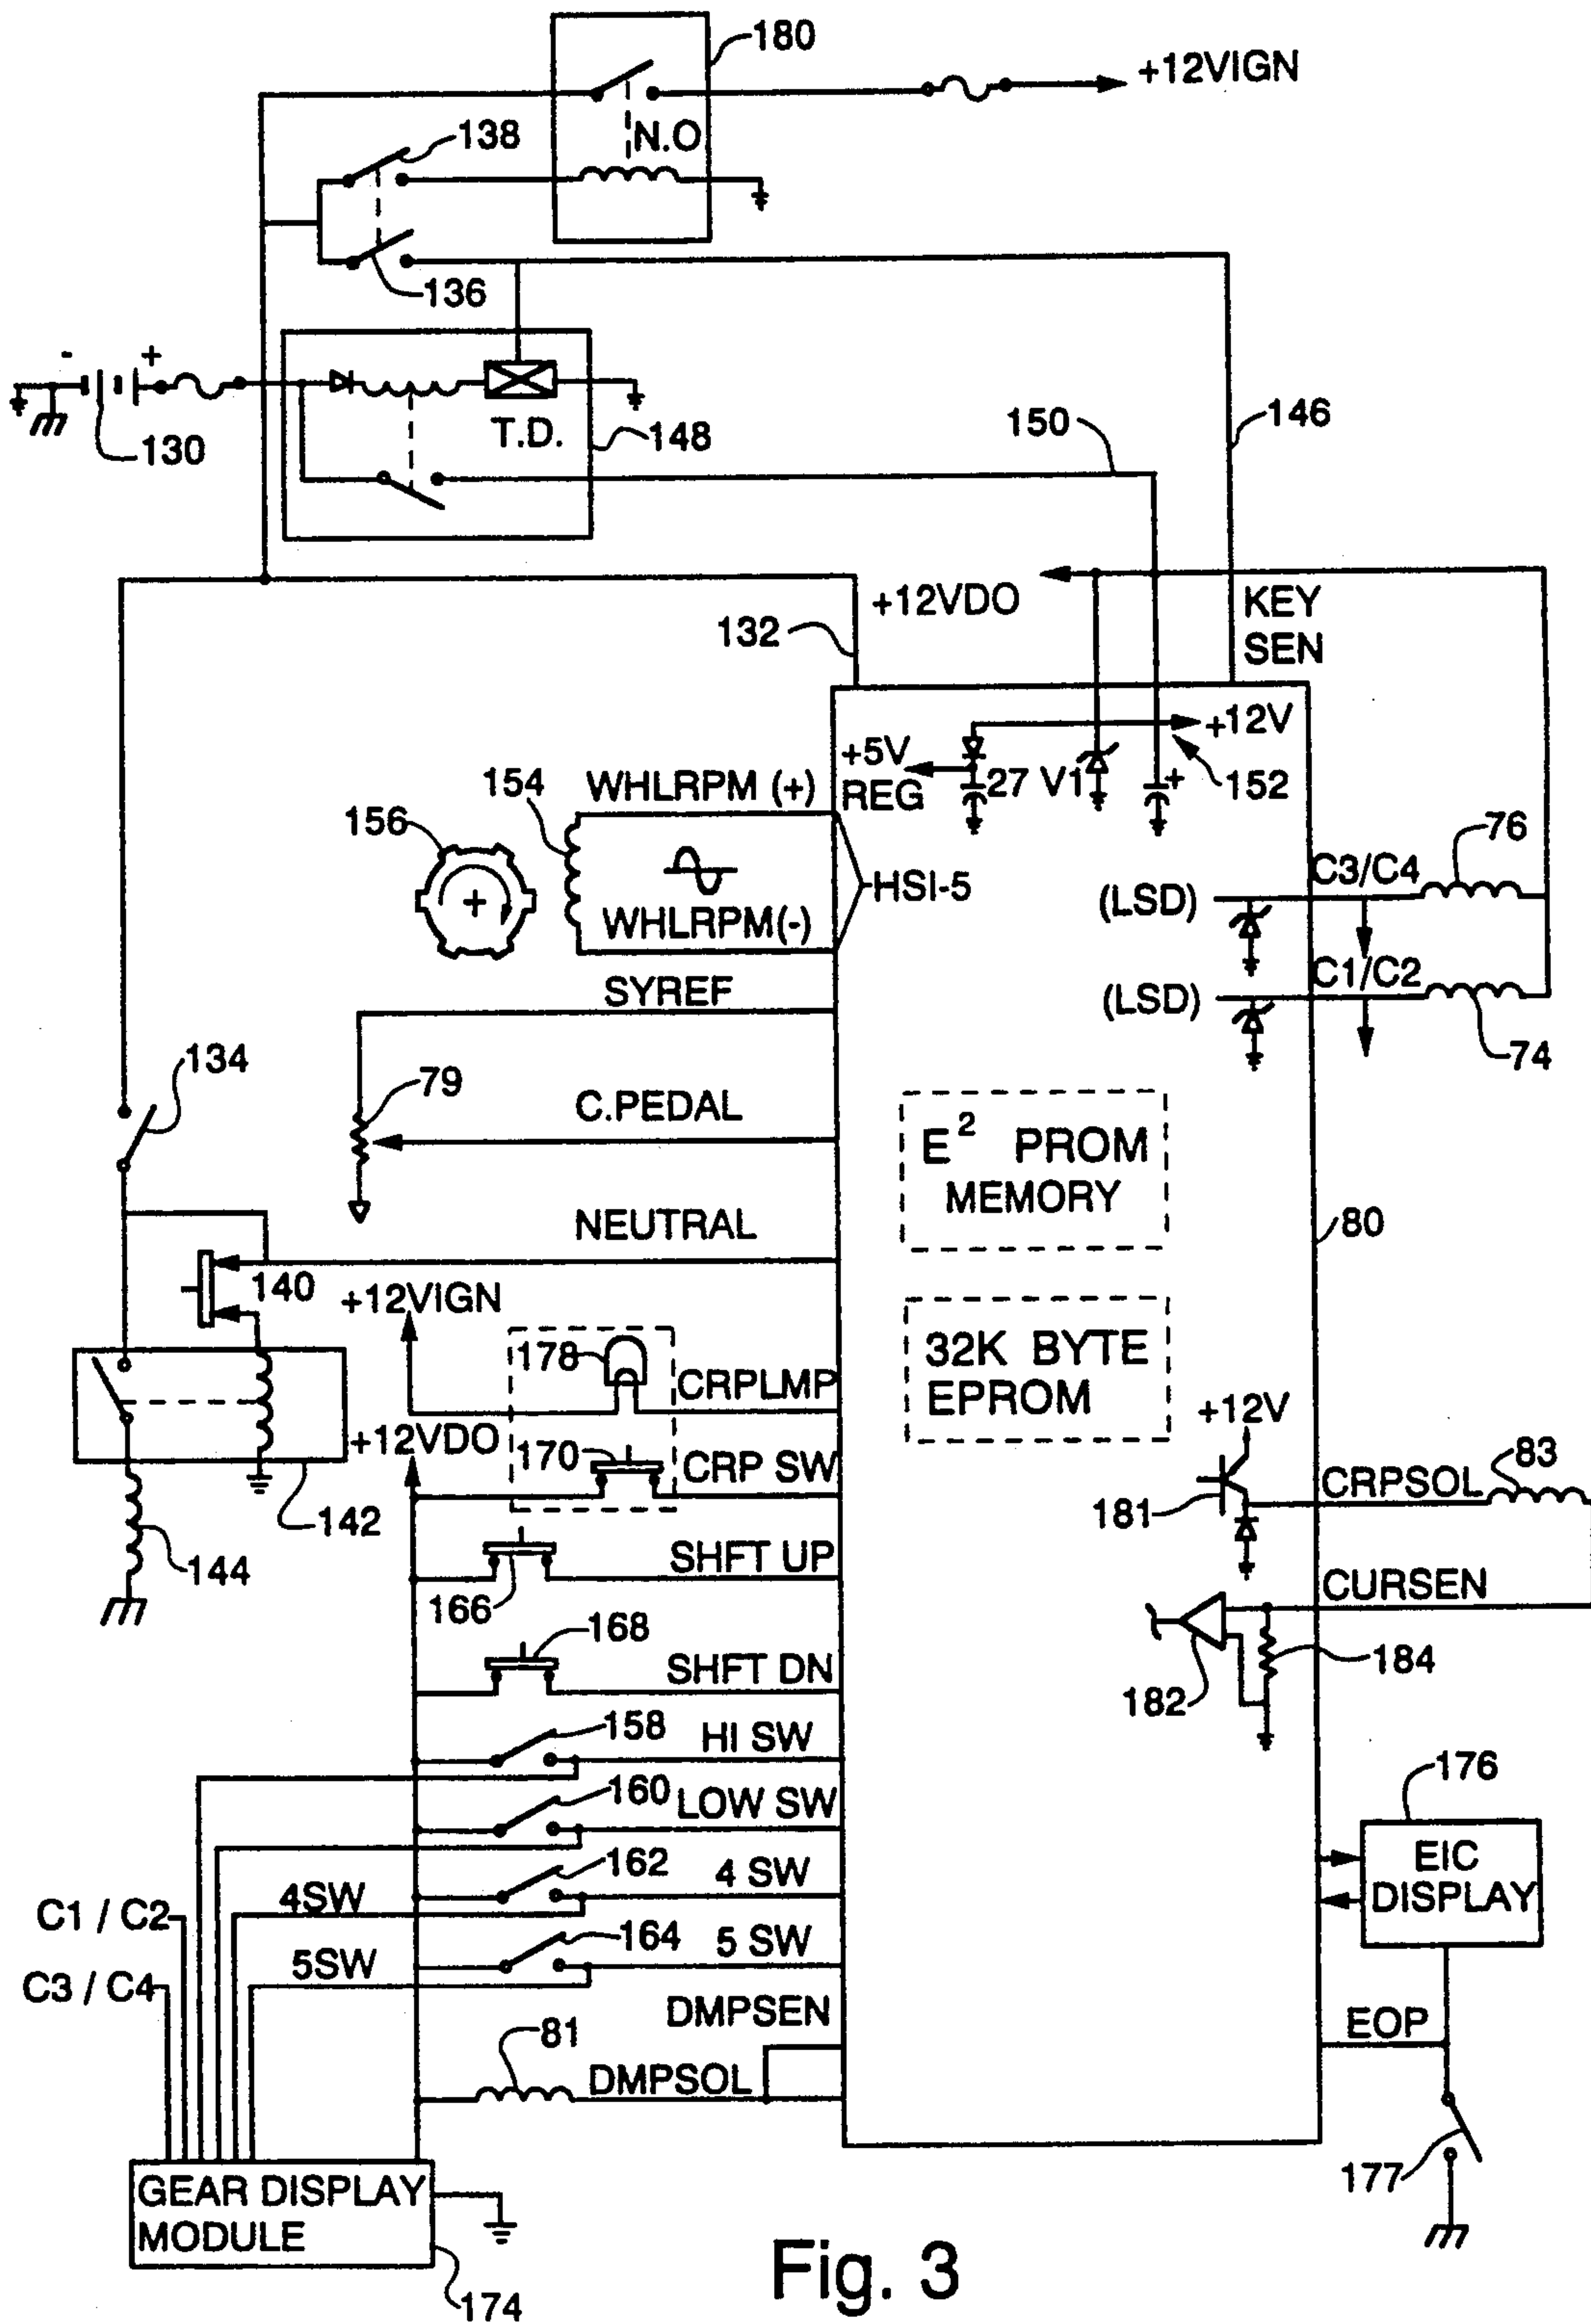 180
+12VIGN
138
N.O
136
- +
130
T.D.
148
150
146
+12VDO
KEY
SEN
132
+12V
+5V
REG
27 V1
152
154
WHLRPM (+)
156
HSI-5
WHLRPM(-)
76
C3/C4
(LSD)
C1/C2
(LSD)
74
SYREF
134
79
C.PEDAL
E2 PROM
MEMORY
NEUTRAL
80
140
+12VIGN
178
CRPLMP
32K BYTE
EPROM
+12VDO
170
CRP SW
+12V
CRPSOL
83
181
142
144
SHFT UP
166
CURSEN
168
SHFT DN
182
184
158
HI SW
160
LOW SW
176
EIC
DISPLAY
162
4 SW
4SW
C1 / C2
164
5 SW
5SW
C3 / C4
DMPSEN
EOP
81
DMPSOL
177
GEAR DISPLAY
MODULE
174
Fig. 3